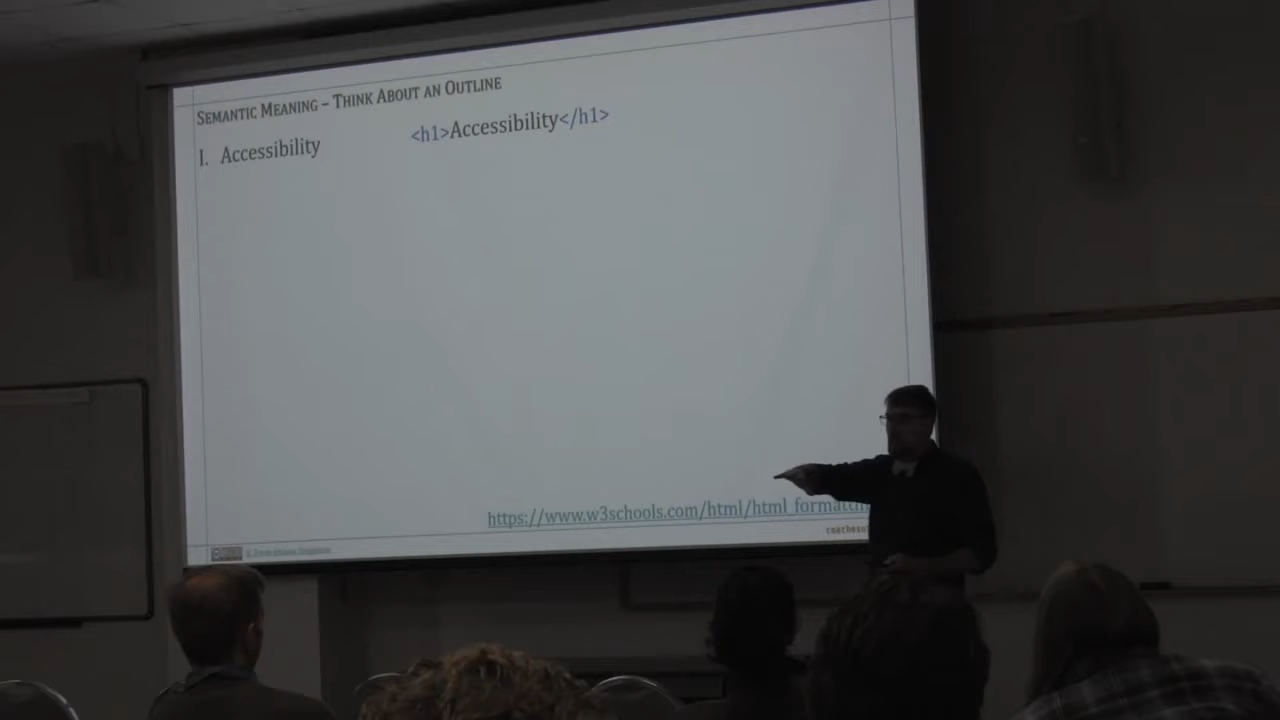 SEMANTIC MEANING – THINK ABOUT AN OUTLINE
I. Accessibility
<h1>Accessibility</h1>
https://www.w3schools.com/html/html_formattin